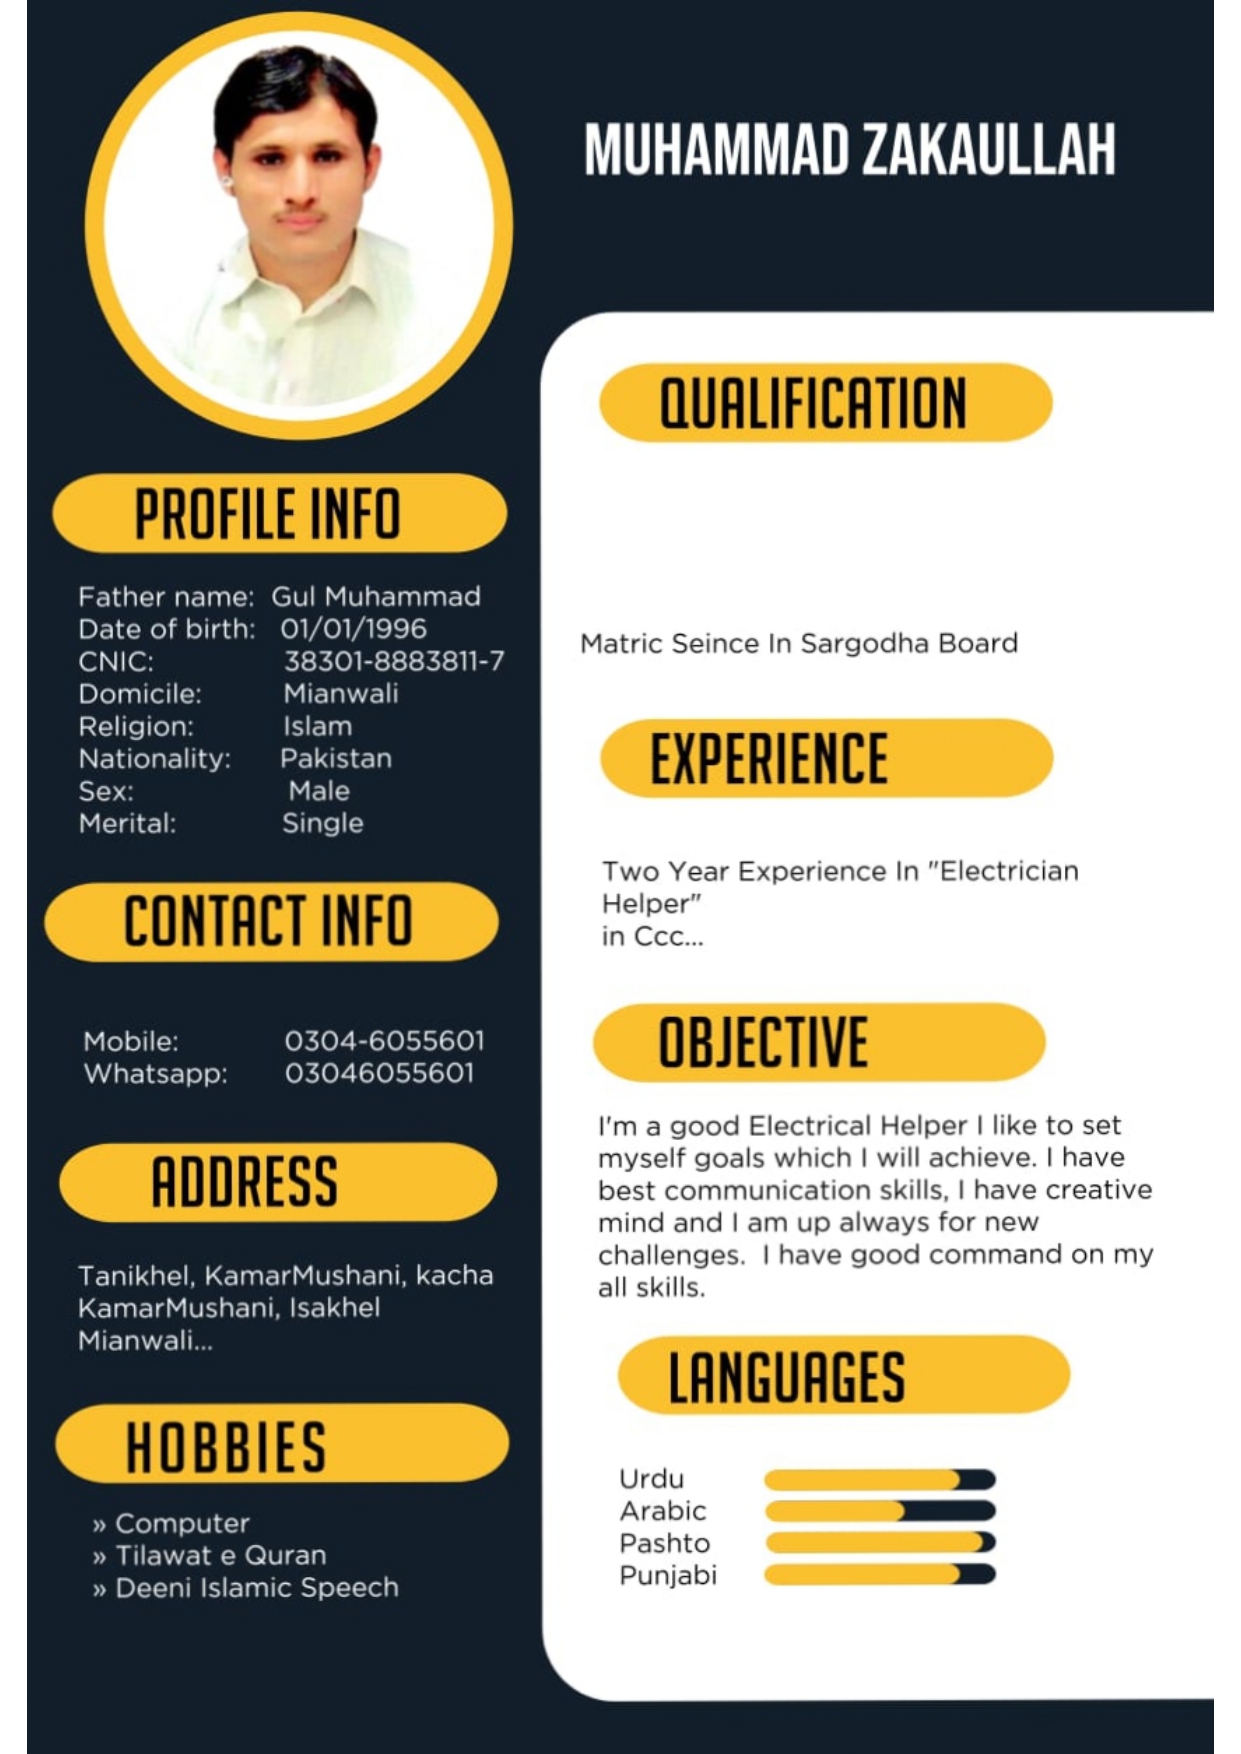 MUHAMMAD ZAKAULLAH
PROFILE INFO
Father name: Gul Muhammad
Date of birth: 01/01/1996
CNIC: 38301-8883811-7
Domicile: Mianwali
Religion: Islam
Nationality: Pakistan
Sex: Male
Merital: Single
CONTACT INFO
Mobile: 0304-6055601
Whatsapp: 03046055601
ADDRESS
Tanikhel, KamarMushani, kacha
KamarMushani, Isakhel
Mianwali...
HOBBIES
» Computer
» Tilawat e Quran
» Deeni Islamic Speech
QUALIFICATION
Matric Seince In Sargodha Board
EXPERIENCE
Two Year Experience In "Electrician
Helper"
in Ccc...
OBJECTIVE
I'm a good Electrical Helper I like to set
myself goals which I will achieve. I have
best communication skills, I have creative
mind and I am up always for new
challenges. I have good command on my
all skills.
LANGUAGES
Urdu
Arabic
Pashto
Punjabi